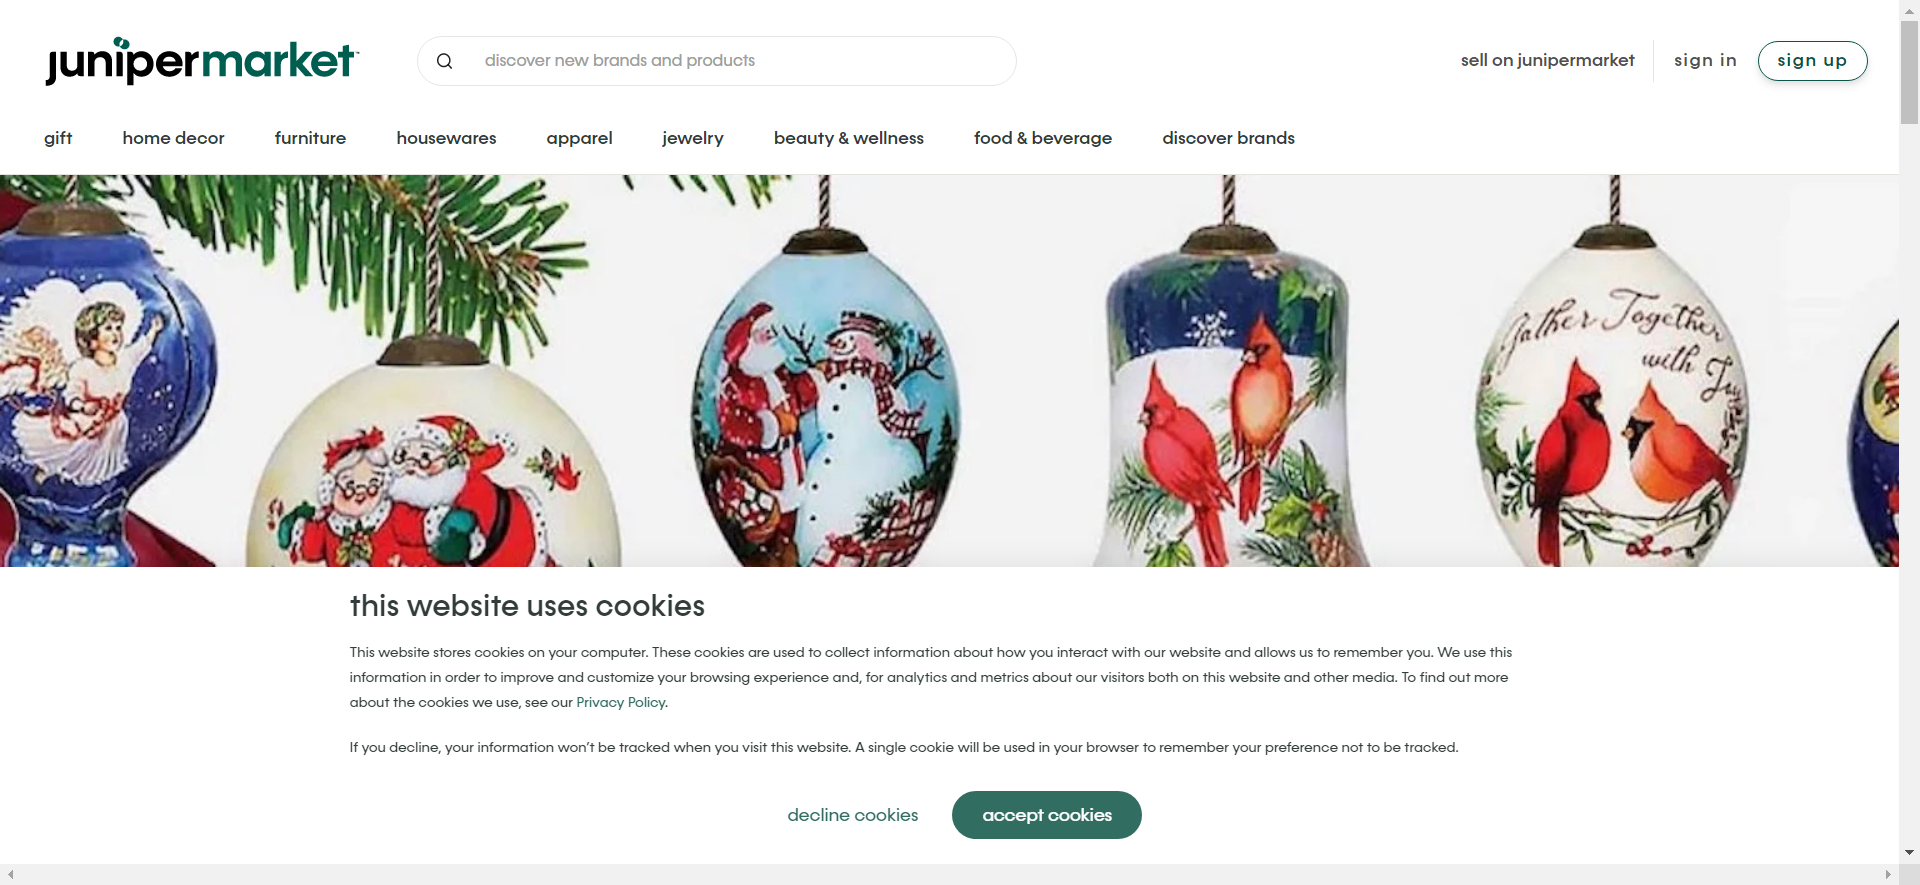 junipermarket
discover new brands and products
sell on junipermarket
sign in
sign up
gift
home decor
furniture
housewares
apparel
jewelry
beauty & wellness
food & beverage
discover brands
Gather Together
with
this website uses cookies
This website stores cookies on your computer. These cookies are used to collect information about how you interact with our website and allows us to remember you. We use this
information in order to improve and customize your browsing experience and, for analytics and metrics about our visitors both on this website and other media. To find out more
about the cookies we use, see our Privacy Policy.
If you decline, your information won't be tracked when you visit this website. A single cookie will be used in your browser to remember your preference not to be tracked.
decline cookies
accept cookies